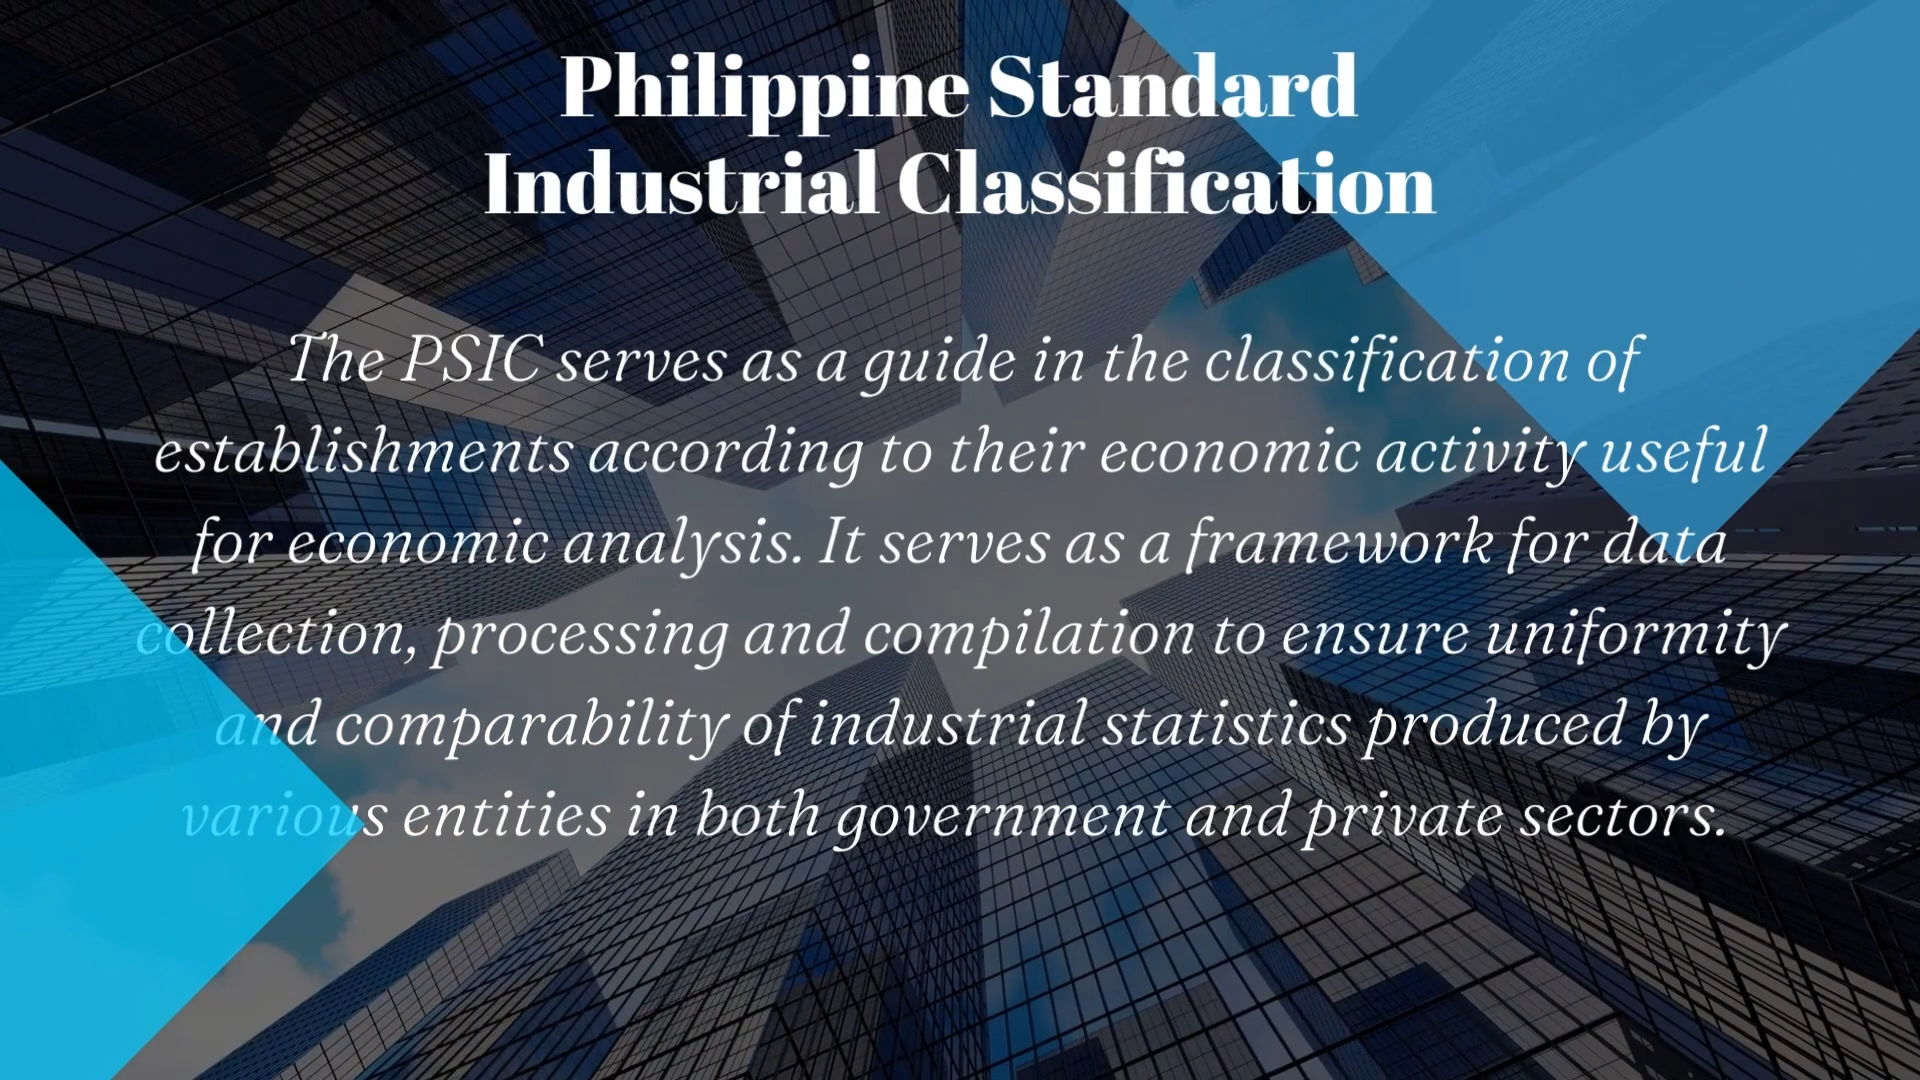 Philippine Standard
Industrial Classification
The PSIC serves as a guide in the classification of
establishments according to their economic activity useful
for economic analysis. It serves as a framework for data
collection, processing and compilation to ensure uniformity
and comparability of industrial statistics produced by
various entities in both government and private sectors.